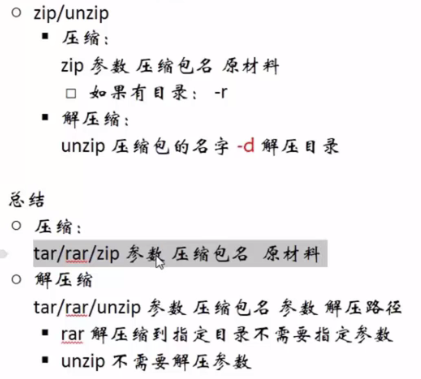 zip/unzip
压缩：
zip 参数 压缩包名 原材料
如果有目录： -r
解压缩：
unzip 压缩包的名字 -d 解压目录
总结
压缩：
tar/rar/zip 参数 压缩包名 原材料
解压缩
tar/rar/unzip 参数 压缩包名 参数 解压路径
rar 解压缩到指定目录不需要指定参数
unzip 不需要解压参数